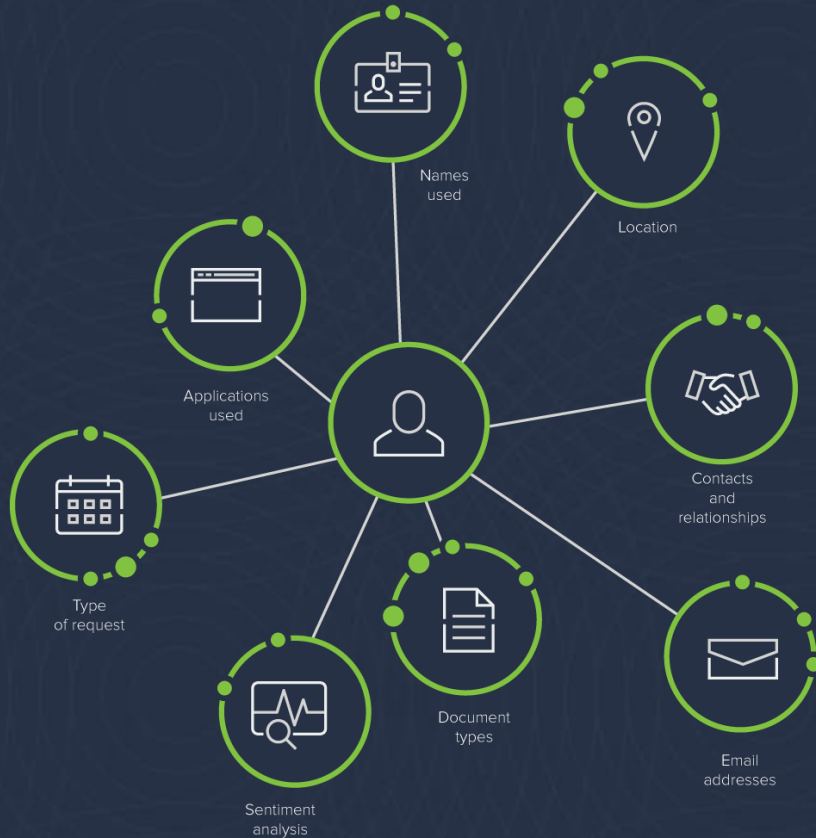 Names
used
Location
Applications
used
Contacts
and
relationships
Type
of request
Document
types
Email
addresses
Sentiment
analysis